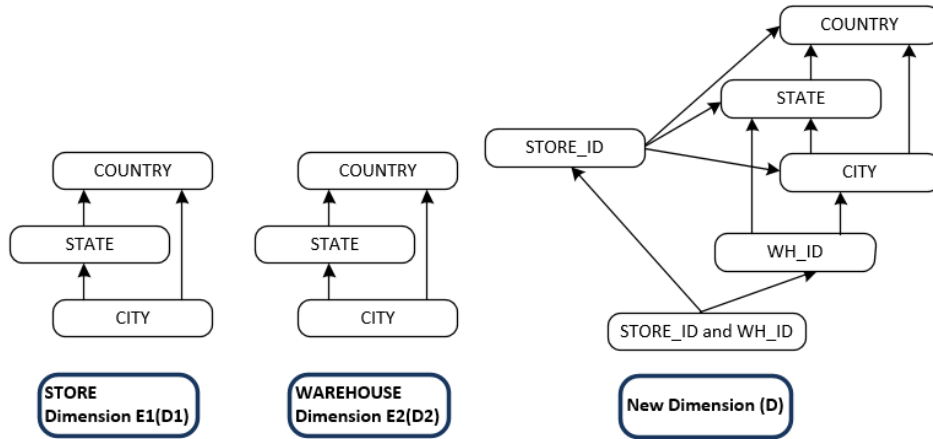 COUNTRY
STATE
CITY
STORE
Dimension E1(D1)
COUNTRY
STATE
CITY
WAREHOUSE
Dimension E2(D2)
COUNTRY
STATE
STORE_ID
CITY
WH_ID
STORE_ID and WH_ID
New Dimension (D)